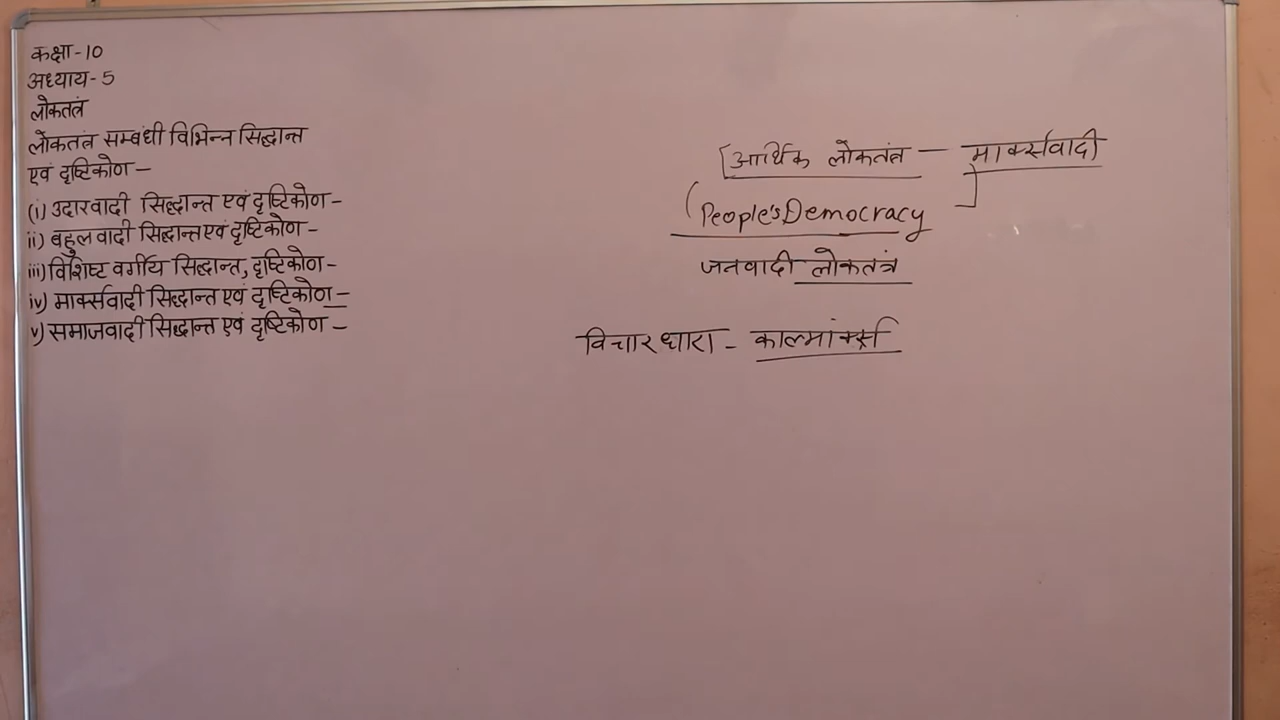 कक्षा-10
अध्याय-5
लोकतंत्र
लोकतंत्र सम्बंधी विभिन्न सिद्धान्त
एवं दृष्टिकोण —
(i) उदारवादी सिद्धान्त एवं दृष्टिकोण –
ii) बहुलवादी सिद्धान्त एवं दृष्टिकोण –
iii) विशिष्ट वर्गीय सिद्धान्त, दृष्टिकोण –
iv) मार्क्सवादी सिद्धान्त एवं दृष्टिकोण –
v) समाजवादी सिद्धान्त एवं दृष्टिकोण –
[आर्थिक लोकतंत्र — मार्क्सवादी
(People's Democracy ]
जनवादी लोकतंत्र
विचारधारा - कालमार्क्स